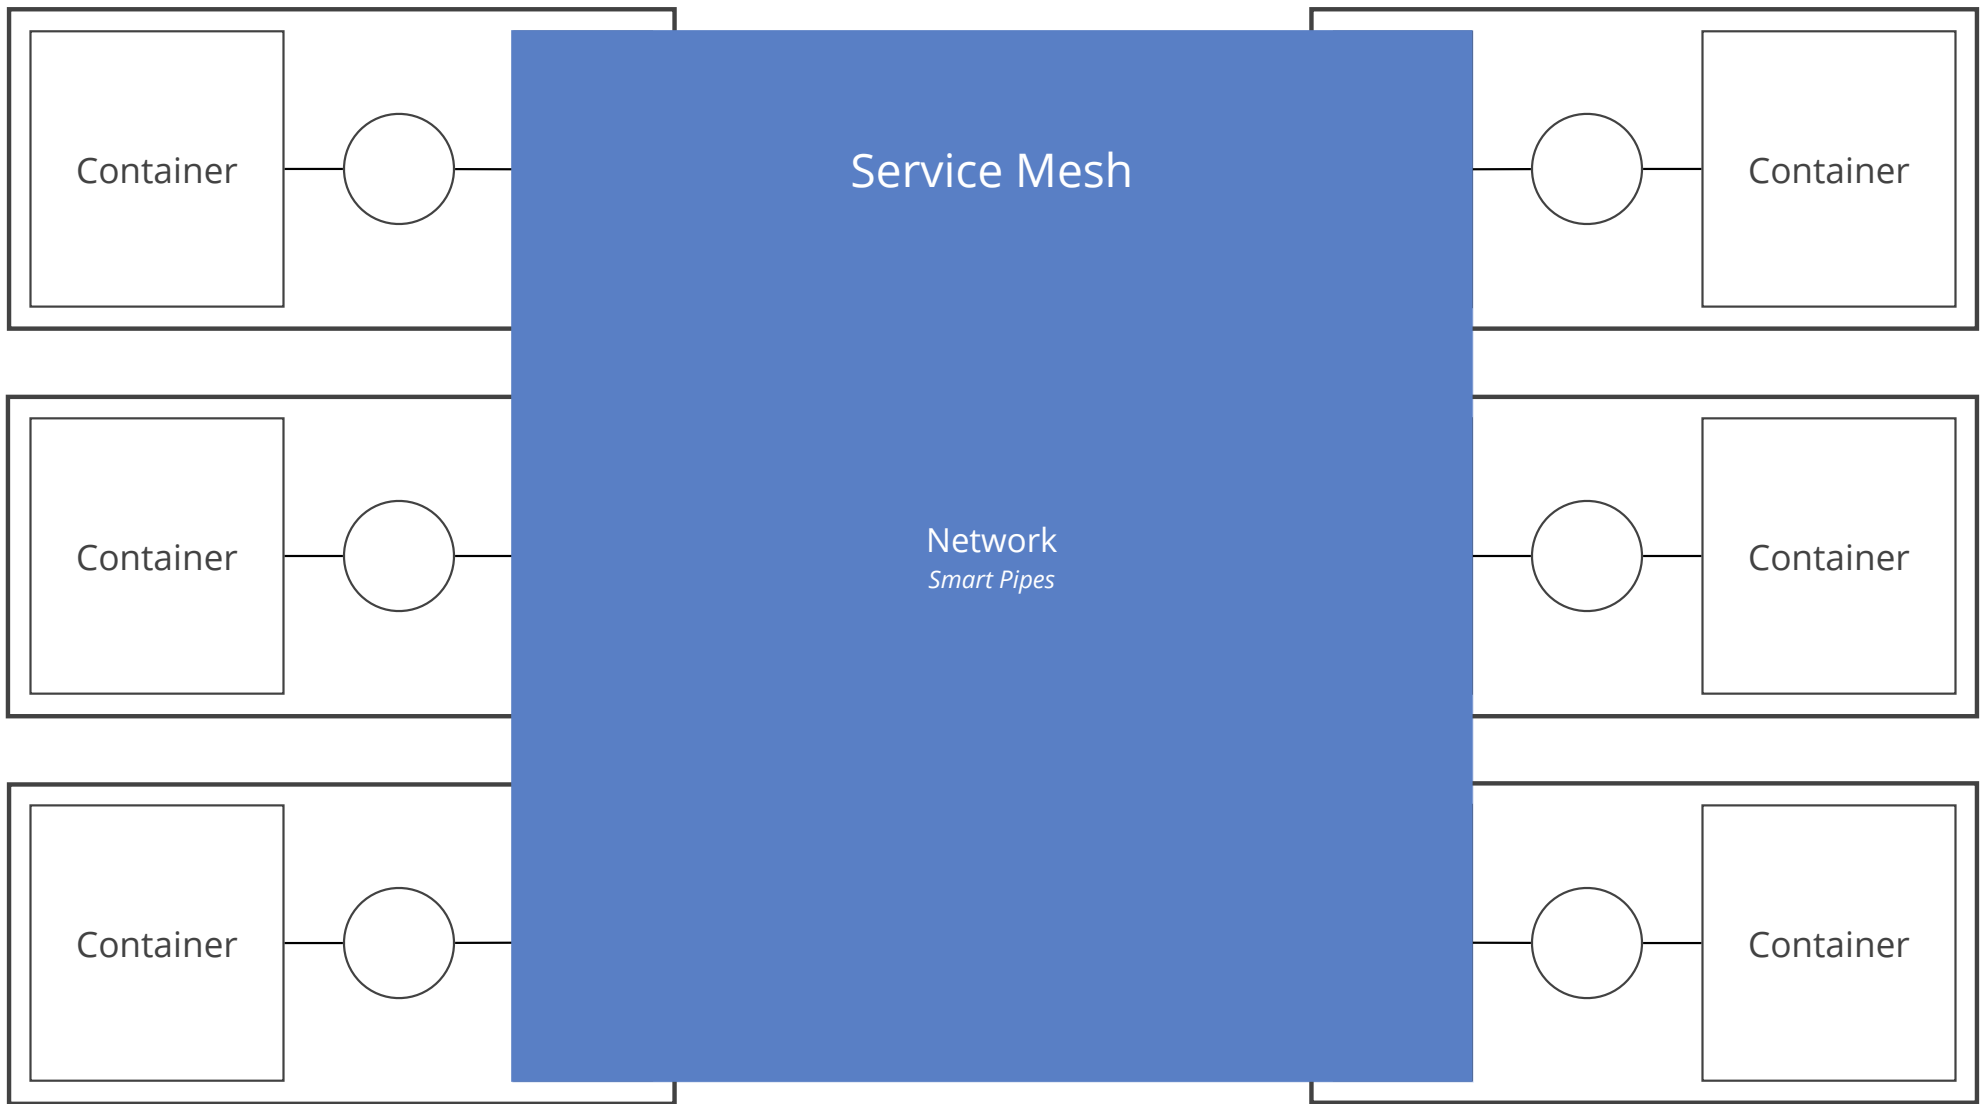 Container
Service Mesh
Container
Container
Network
Smart Pipes
Container
Container
Container